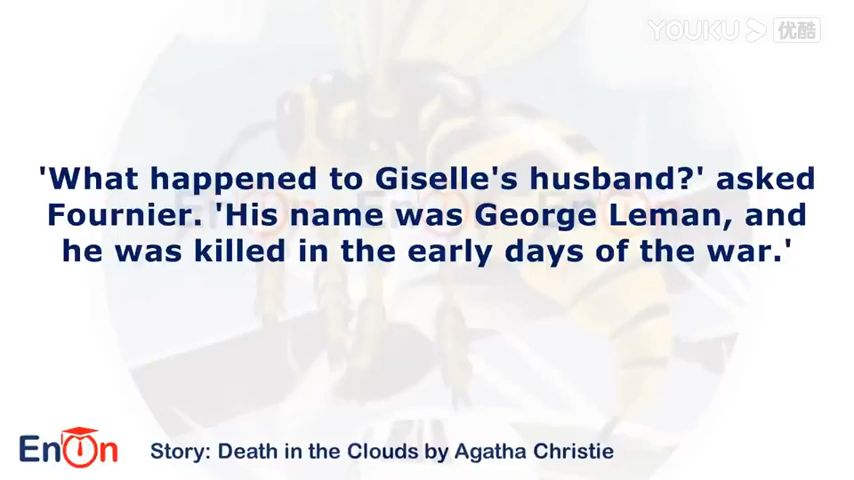 YOUKU 优酷
'What happened to Giselle's husband?' asked
Fournier. 'His name was George Leman, and
he was killed in the early days of the war.'
EnOn
Story: Death in the Clouds by Agatha Christie